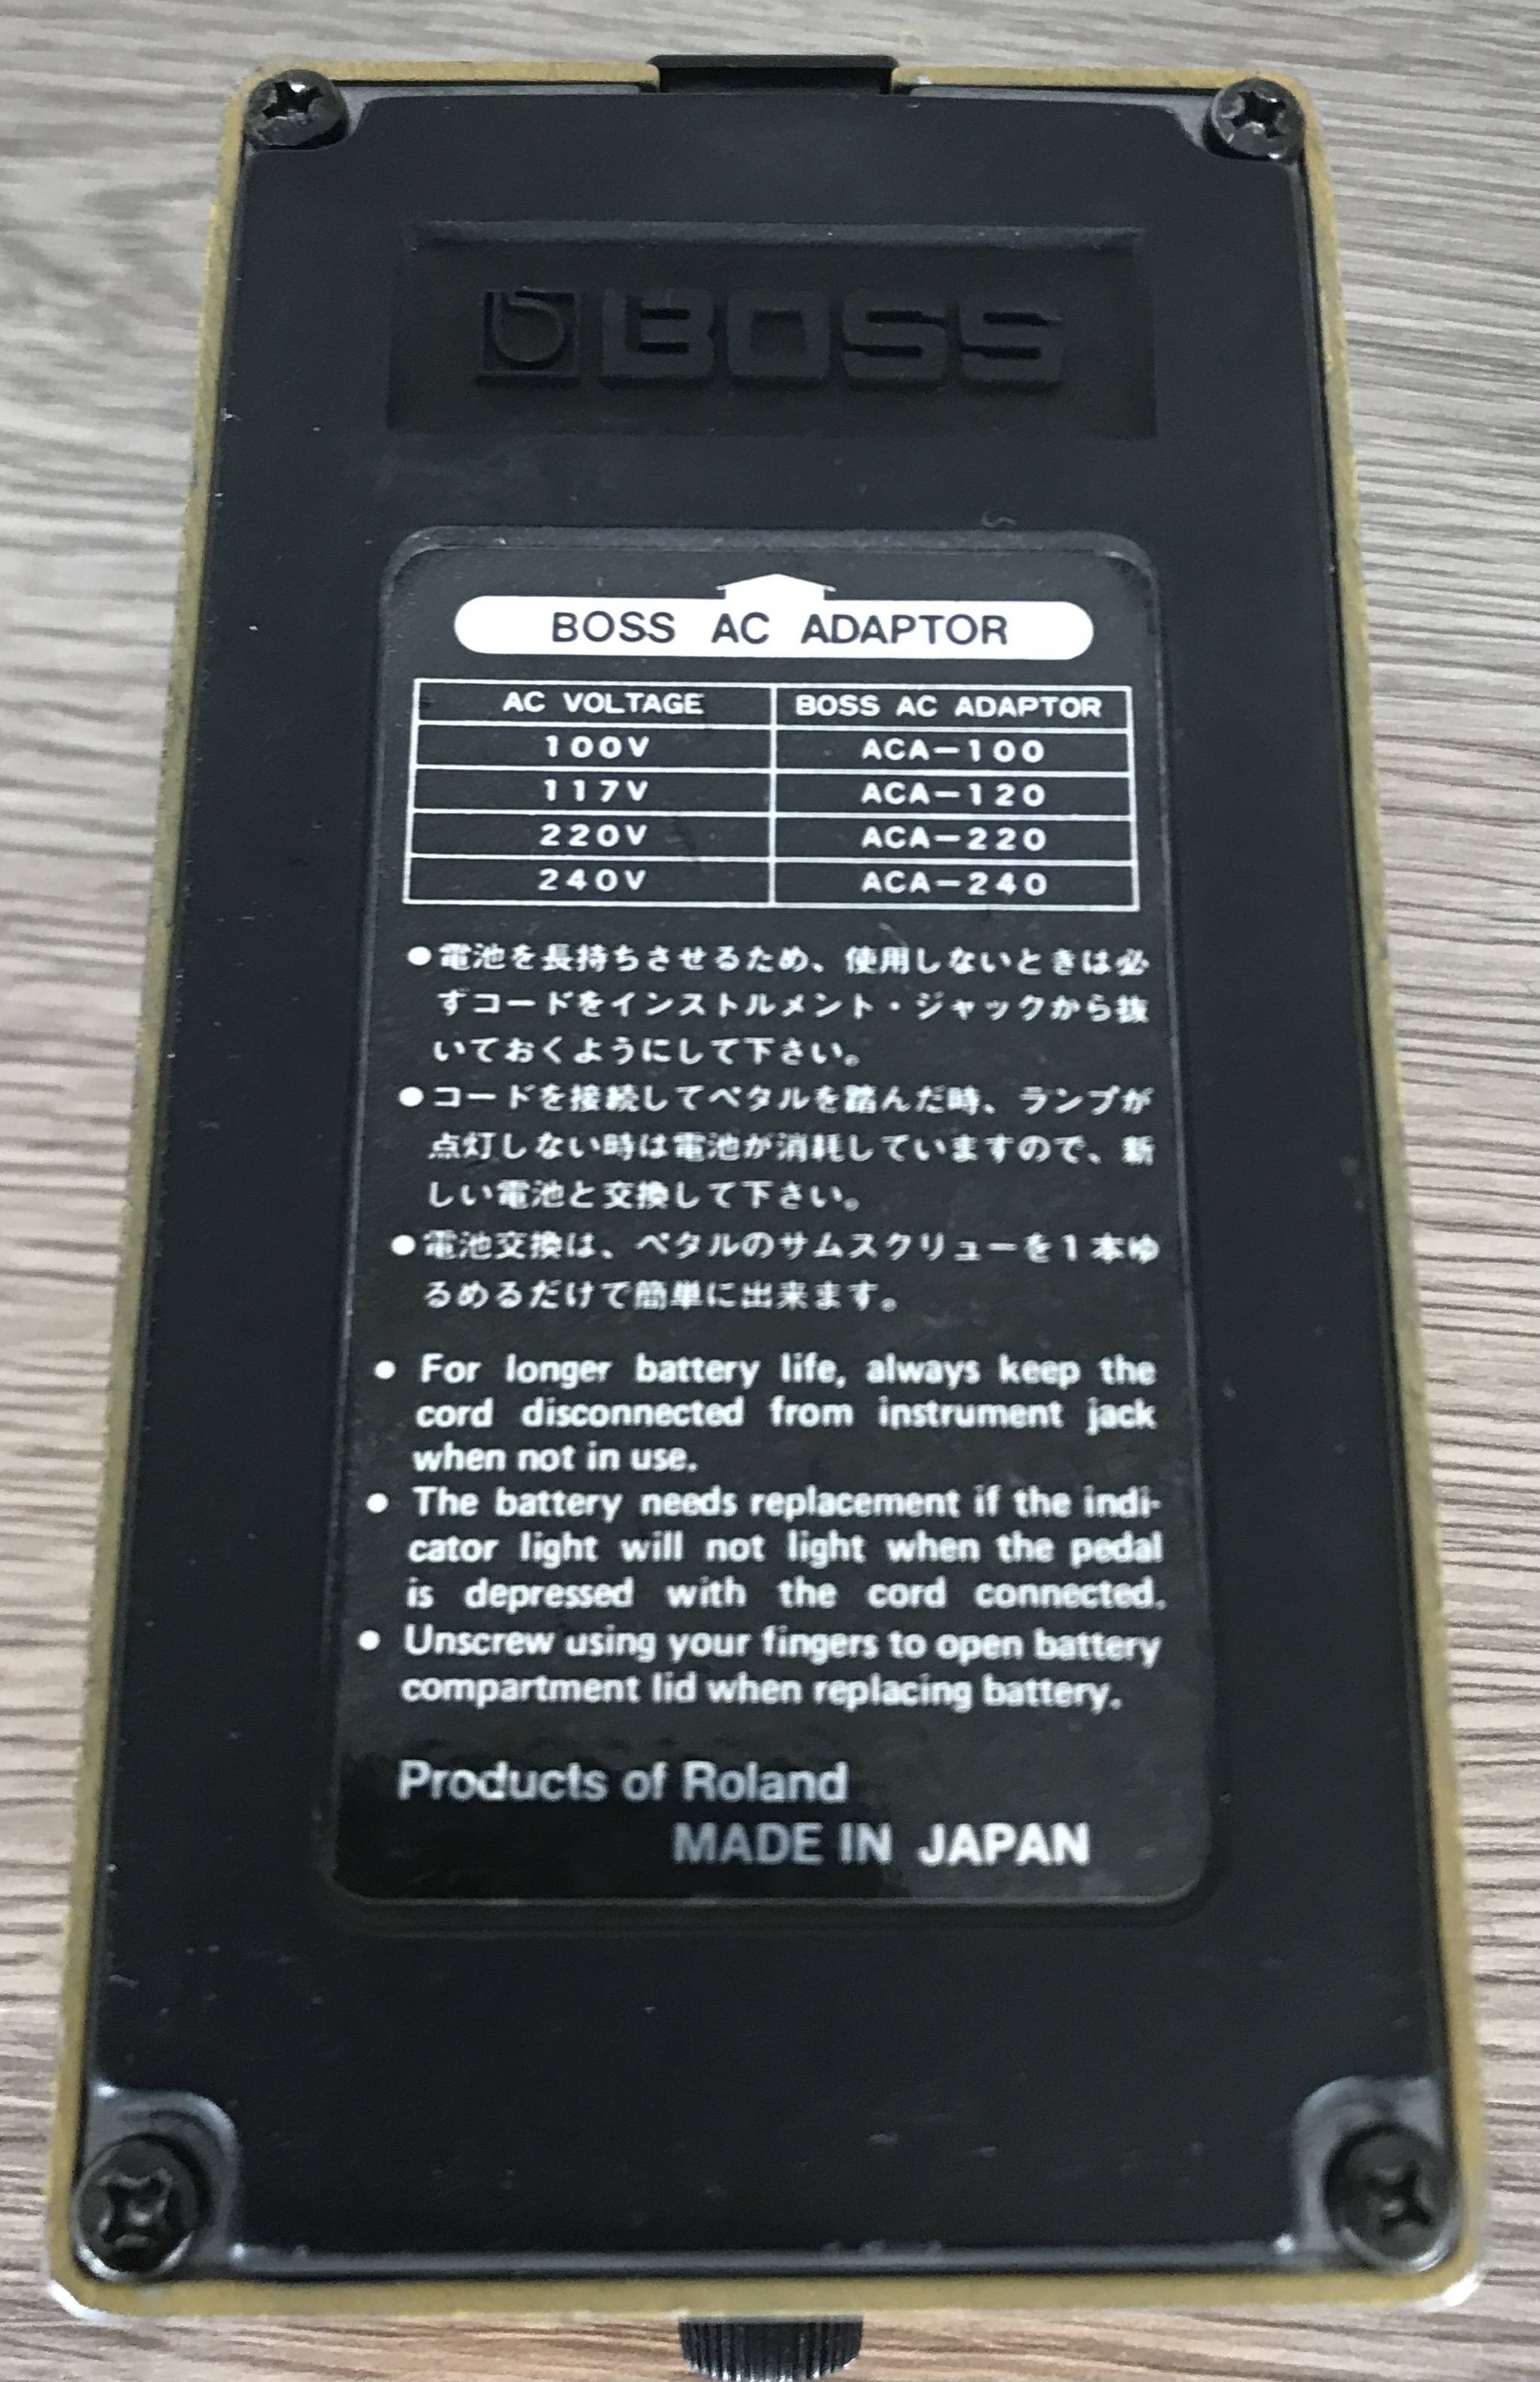 BOSS
BOSS AC ADAPTOR
AC VOLTAGE BOSS AC ADAPTOR
100V ACA-100
117V ACA-120
220V ACA-220
240V ACA-240
●電池を長持ちさせるため、使用しないときは必
ずコードをインストルメント・ジャックから抜
いておくようにして下さい。
●コードを接続してペタルを踏んだ時、ランプが
点灯しない時は電池が消耗していますので、新
しい電池と交換して下さい。
●電池交換は、ペタルのサムスクリューを1本ゆ
るめるだけで簡単に出来ます。
● For longer battery life, always keep the
cord disconnected from instrument jack
when not in use.
● The battery needs replacement if the indi-
cator light will not light when the pedal
is depressed with the cord connected.
● Unscrew using your fingers to open battery
compartment lid when replacing battery.
Products of Roland
MADE IN JAPAN